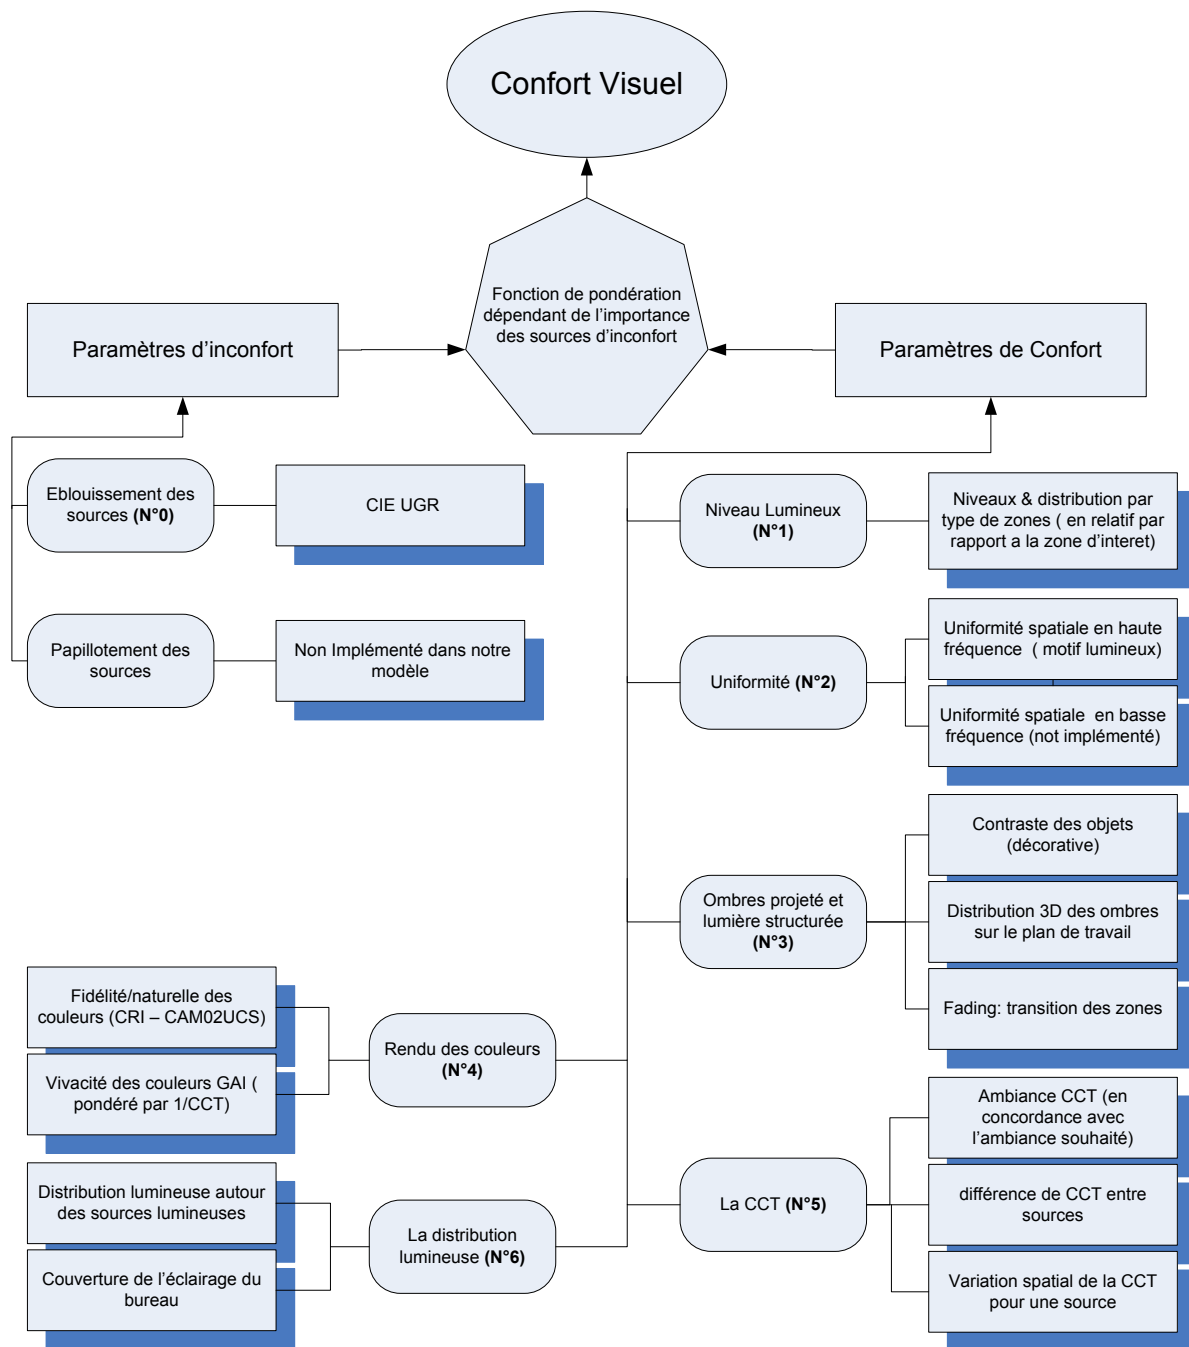 Confort Visuel
Fonction de pondération
dépendant de l’importance
des sources d’inconfort
Paramètres d’inconfort
Paramètres de Confort
Eblouissement des
sources (N°0)
CIE UGR
Papillotement des
sources
Non Implémenté dans notre
modèle
Niveau Lumineux
(N°1)
Niveaux & distribution par
type de zones ( en relatif par
rapport a la zone d’interet)
Uniformité (N°2)
Uniformité spatiale en haute
fréquence ( motif lumineux)
Uniformité spatiale en basse
fréquence (not implémenté)
Ombres projeté et
lumière structurée
(N°3)
Contraste des objets
(décorative)
Distribution 3D des ombres
sur le plan de travail
Fading: transition des zones
Fidélité/naturelle des
couleurs (CRI – CAM02UCS)
Vivacité des couleurs GAI (
pondéré par 1/CCT)
Rendu des couleurs
(N°4)
La CCT (N°5)
Ambiance CCT (en
concordance avec
l’ambiance souhaité)
différence de CCT entre
sources
Variation spatial de la CCT
pour une source
Distribution lumineuse autour
des sources lumineuses
Couverture de l’éclairage du
bureau
La distribution
lumineuse (N°6)